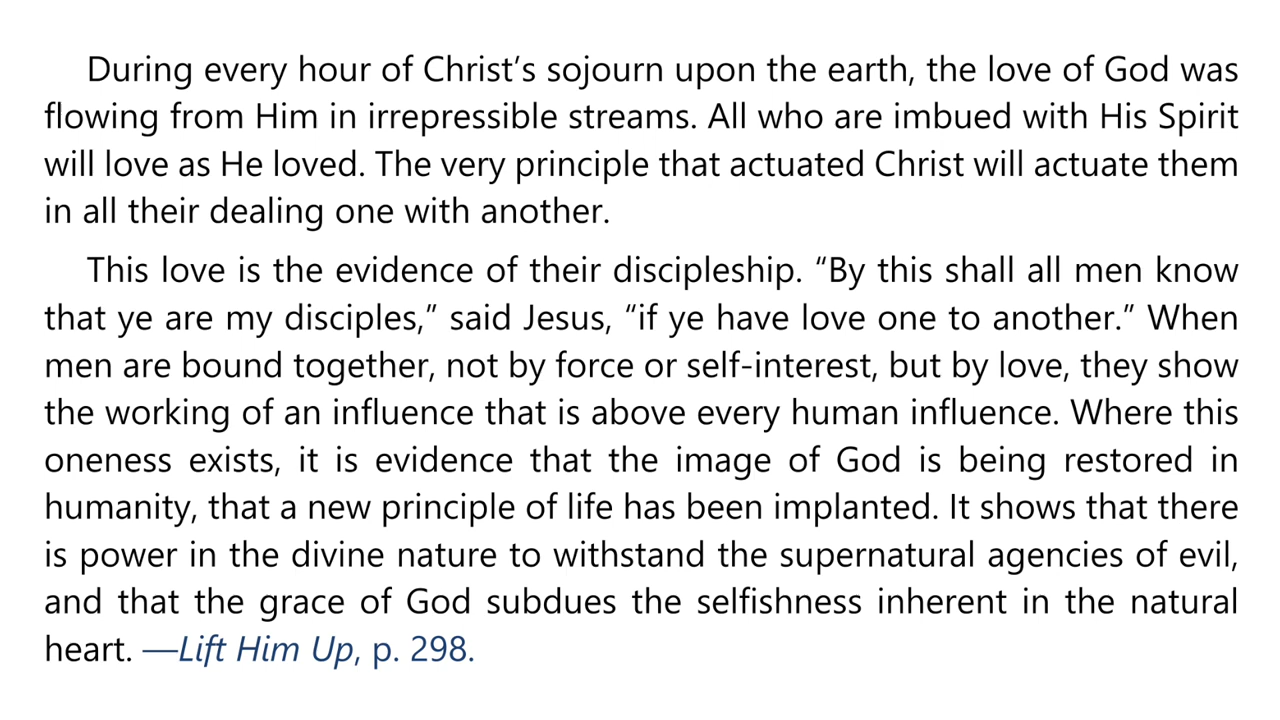 During every hour of Christ’s sojourn upon the earth, the love of God was
flowing from Him in irrepressible streams. All who are imbued with His Spirit
will love as He loved. The very principle that actuated Christ will actuate them
in all their dealing one with another.
This love is the evidence of their discipleship. “By this shall all men know
that ye are my disciples,” said Jesus, “if ye have love one to another.” When
men are bound together, not by force or self-interest, but by love, they show
the working of an influence that is above every human influence. Where this
oneness exists, it is evidence that the image of God is being restored in
humanity, that a new principle of life has been implanted. It shows that there
is power in the divine nature to withstand the supernatural agencies of evil,
and that the grace of God subdues the selfishness inherent in the natural
heart. —Lift Him Up, p. 298.